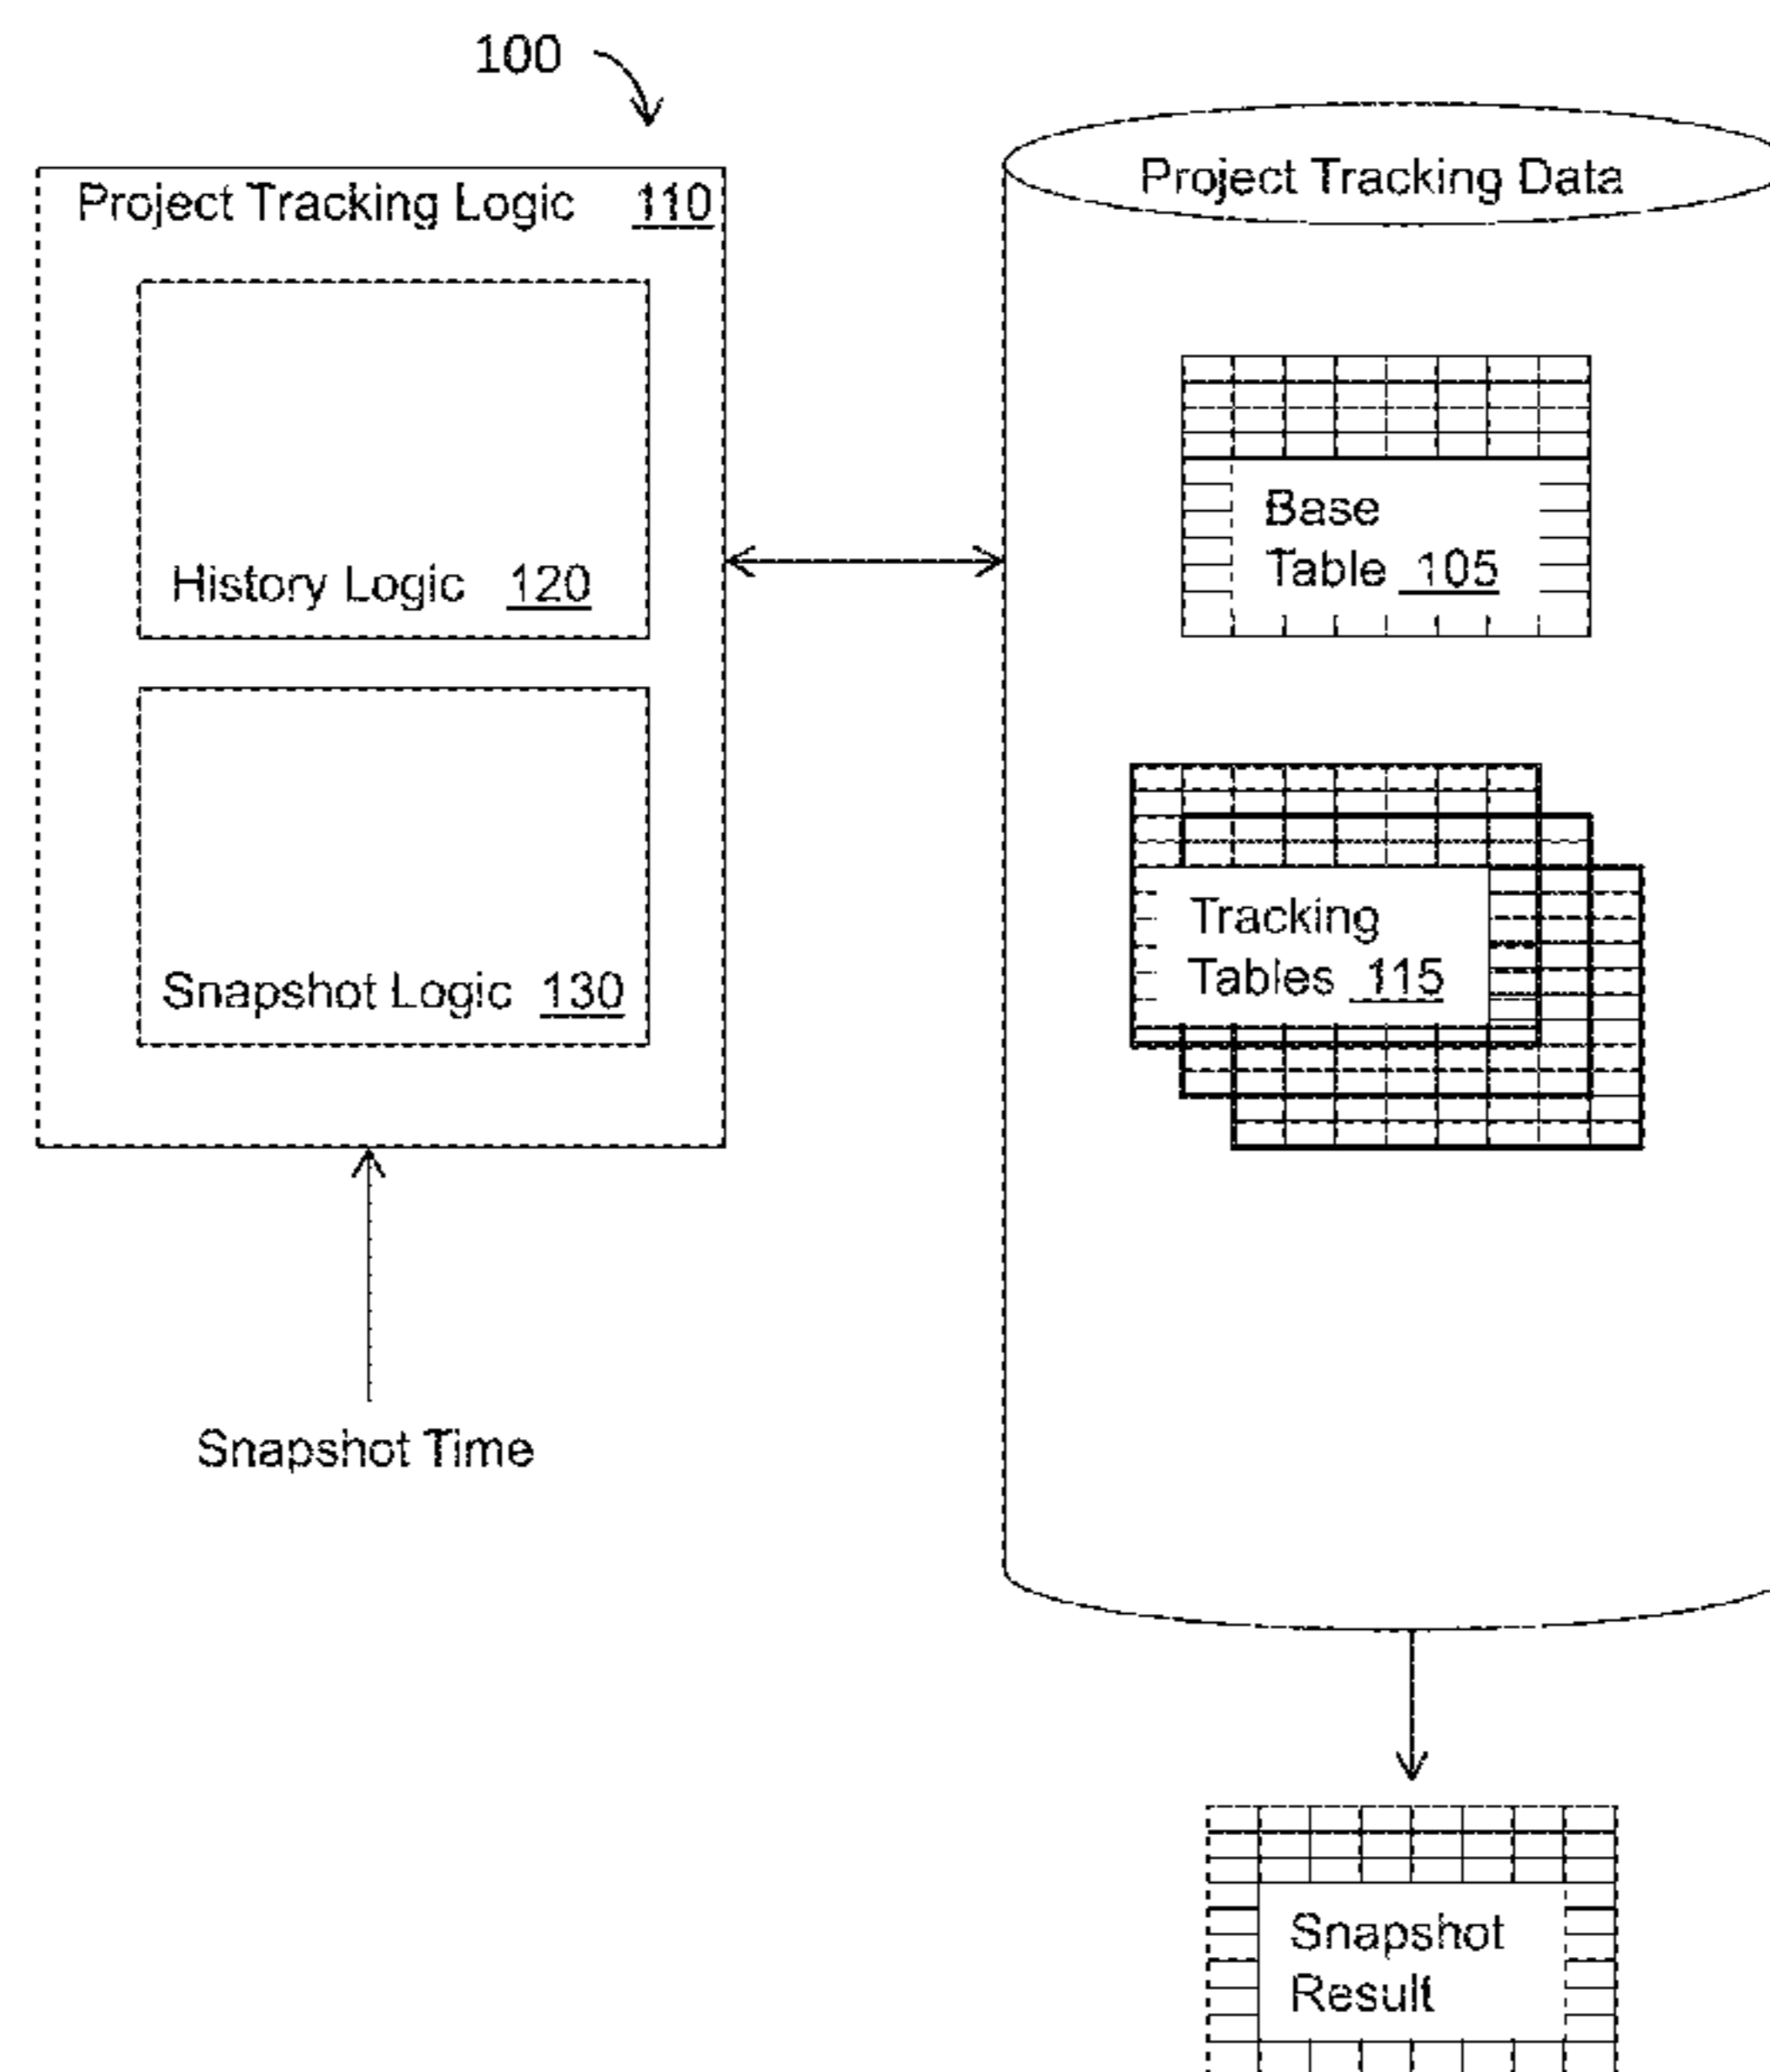 100
Project Tracking Logic 110
History Logic 120
Snapshot Logic 130
Snapshot Time
Project Tracking Data
Base
Table 105
Tracking
Tables 115
Snapshot
Result